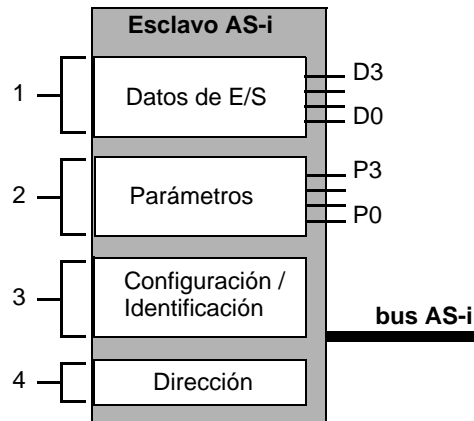 Esclavo AS-i
1
Datos de E/S
D3
D0
2
Parámetros
P3
P0
3
Configuración /
Identificación
bus AS-i
4
Dirección